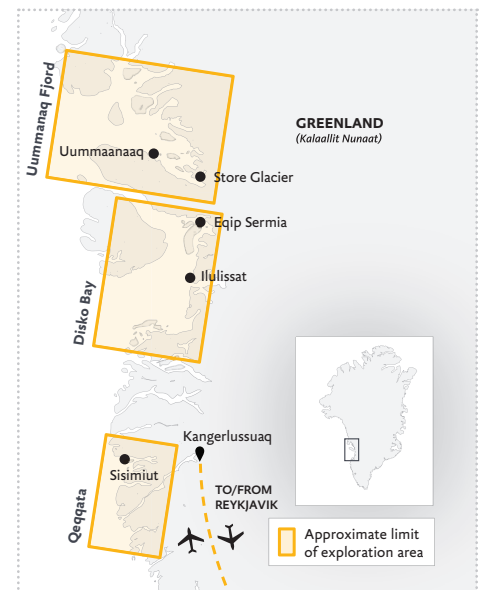 Uummanaq Fjord
GREENLAND
(Kalaallit Nunaat)
Uummaanaaq
Store Glacier
Eqip Sermia
Ilulissat
Disko Bay
Kangerlussuaq
Sisimiut
Qeqqata
TO/FROM
REYKJAVIK
Approximate limit
of exploration area